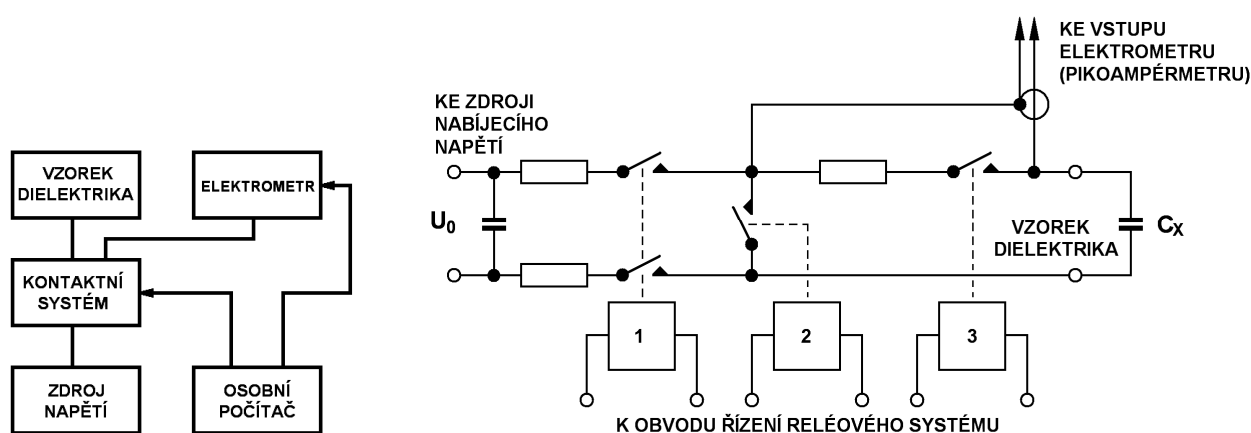 VZOREK
DIELEKTRIKA
ELEKTROMETR
KONTAKTNÍ
SYSTÉM
ZDROJ
NAPĚTÍ
OSOBNÍ
POČÍTAČ
KE VSTUPU
ELEKTROMETRU
(PIKOAMPÉRMETRU)
KE ZDROJI
NABÍJECÍHO
NAPĚTÍ
U₀
VZOREK
DIELEKTRIKA
Cₓ
1
2
3
K OBVODU ŘÍZENÍ RELÉOVÉHO SYSTÉMU